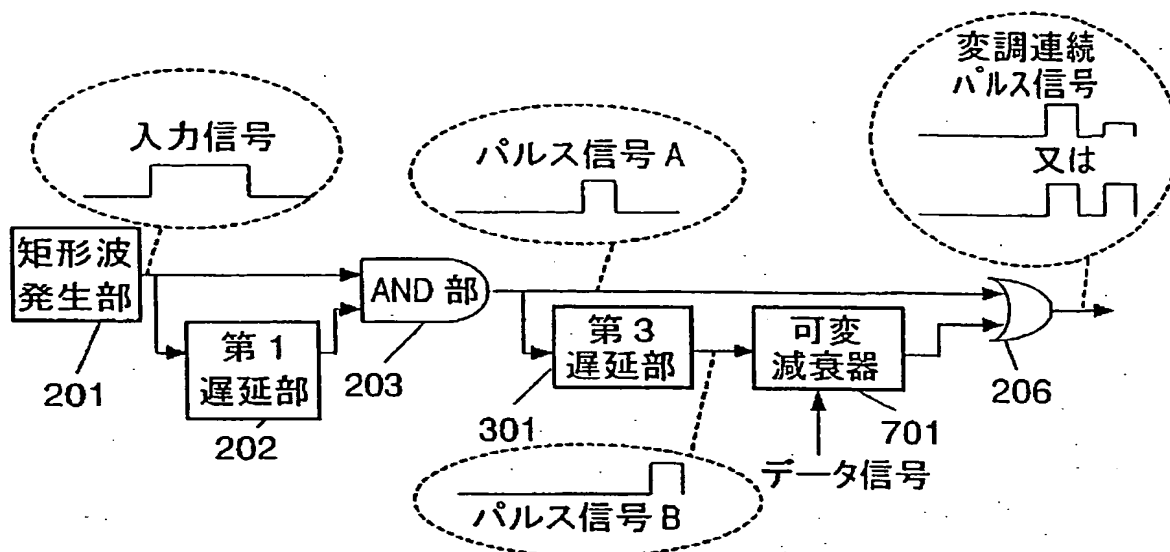 変調連続
パルス信号
又は
入力信号
パルス信号 A
矩形波
発生部
201
第1
遅延部
202
AND 部
203
第3
遅延部
301
可変
減衰器
701
データ信号
206
パルス信号 B